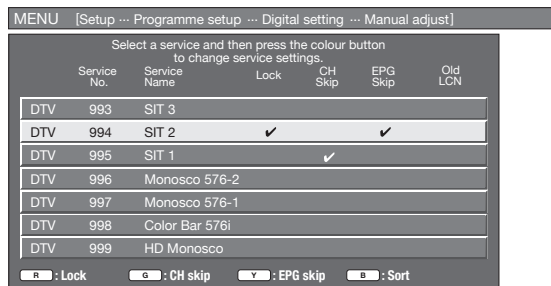 MENU [Setup ··· Programme setup ··· Digital setting ··· Manual adjust]
Select a service and then press the colour button
to change service settings.
Service No. Service Name Lock CH Skip EPG Skip Old LCN
DTV 993 SIT 3
DTV 994 SIT 2 ✔ ✔
DTV 995 SIT 1 ✔
DTV 996 Monosco 576-2
DTV 997 Monosco 576-1
DTV 998 Color Bar 576i
DTV 999 HD Monosco
R : Lock G : CH skip Y : EPG skip B : Sort